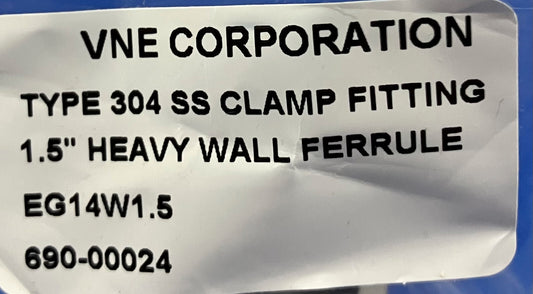 VNE CORPORATION
TYPE 304 SS CLAMP FITTING
1.5" HEAVY WALL FERRULE
EG14W1.5
690-00024